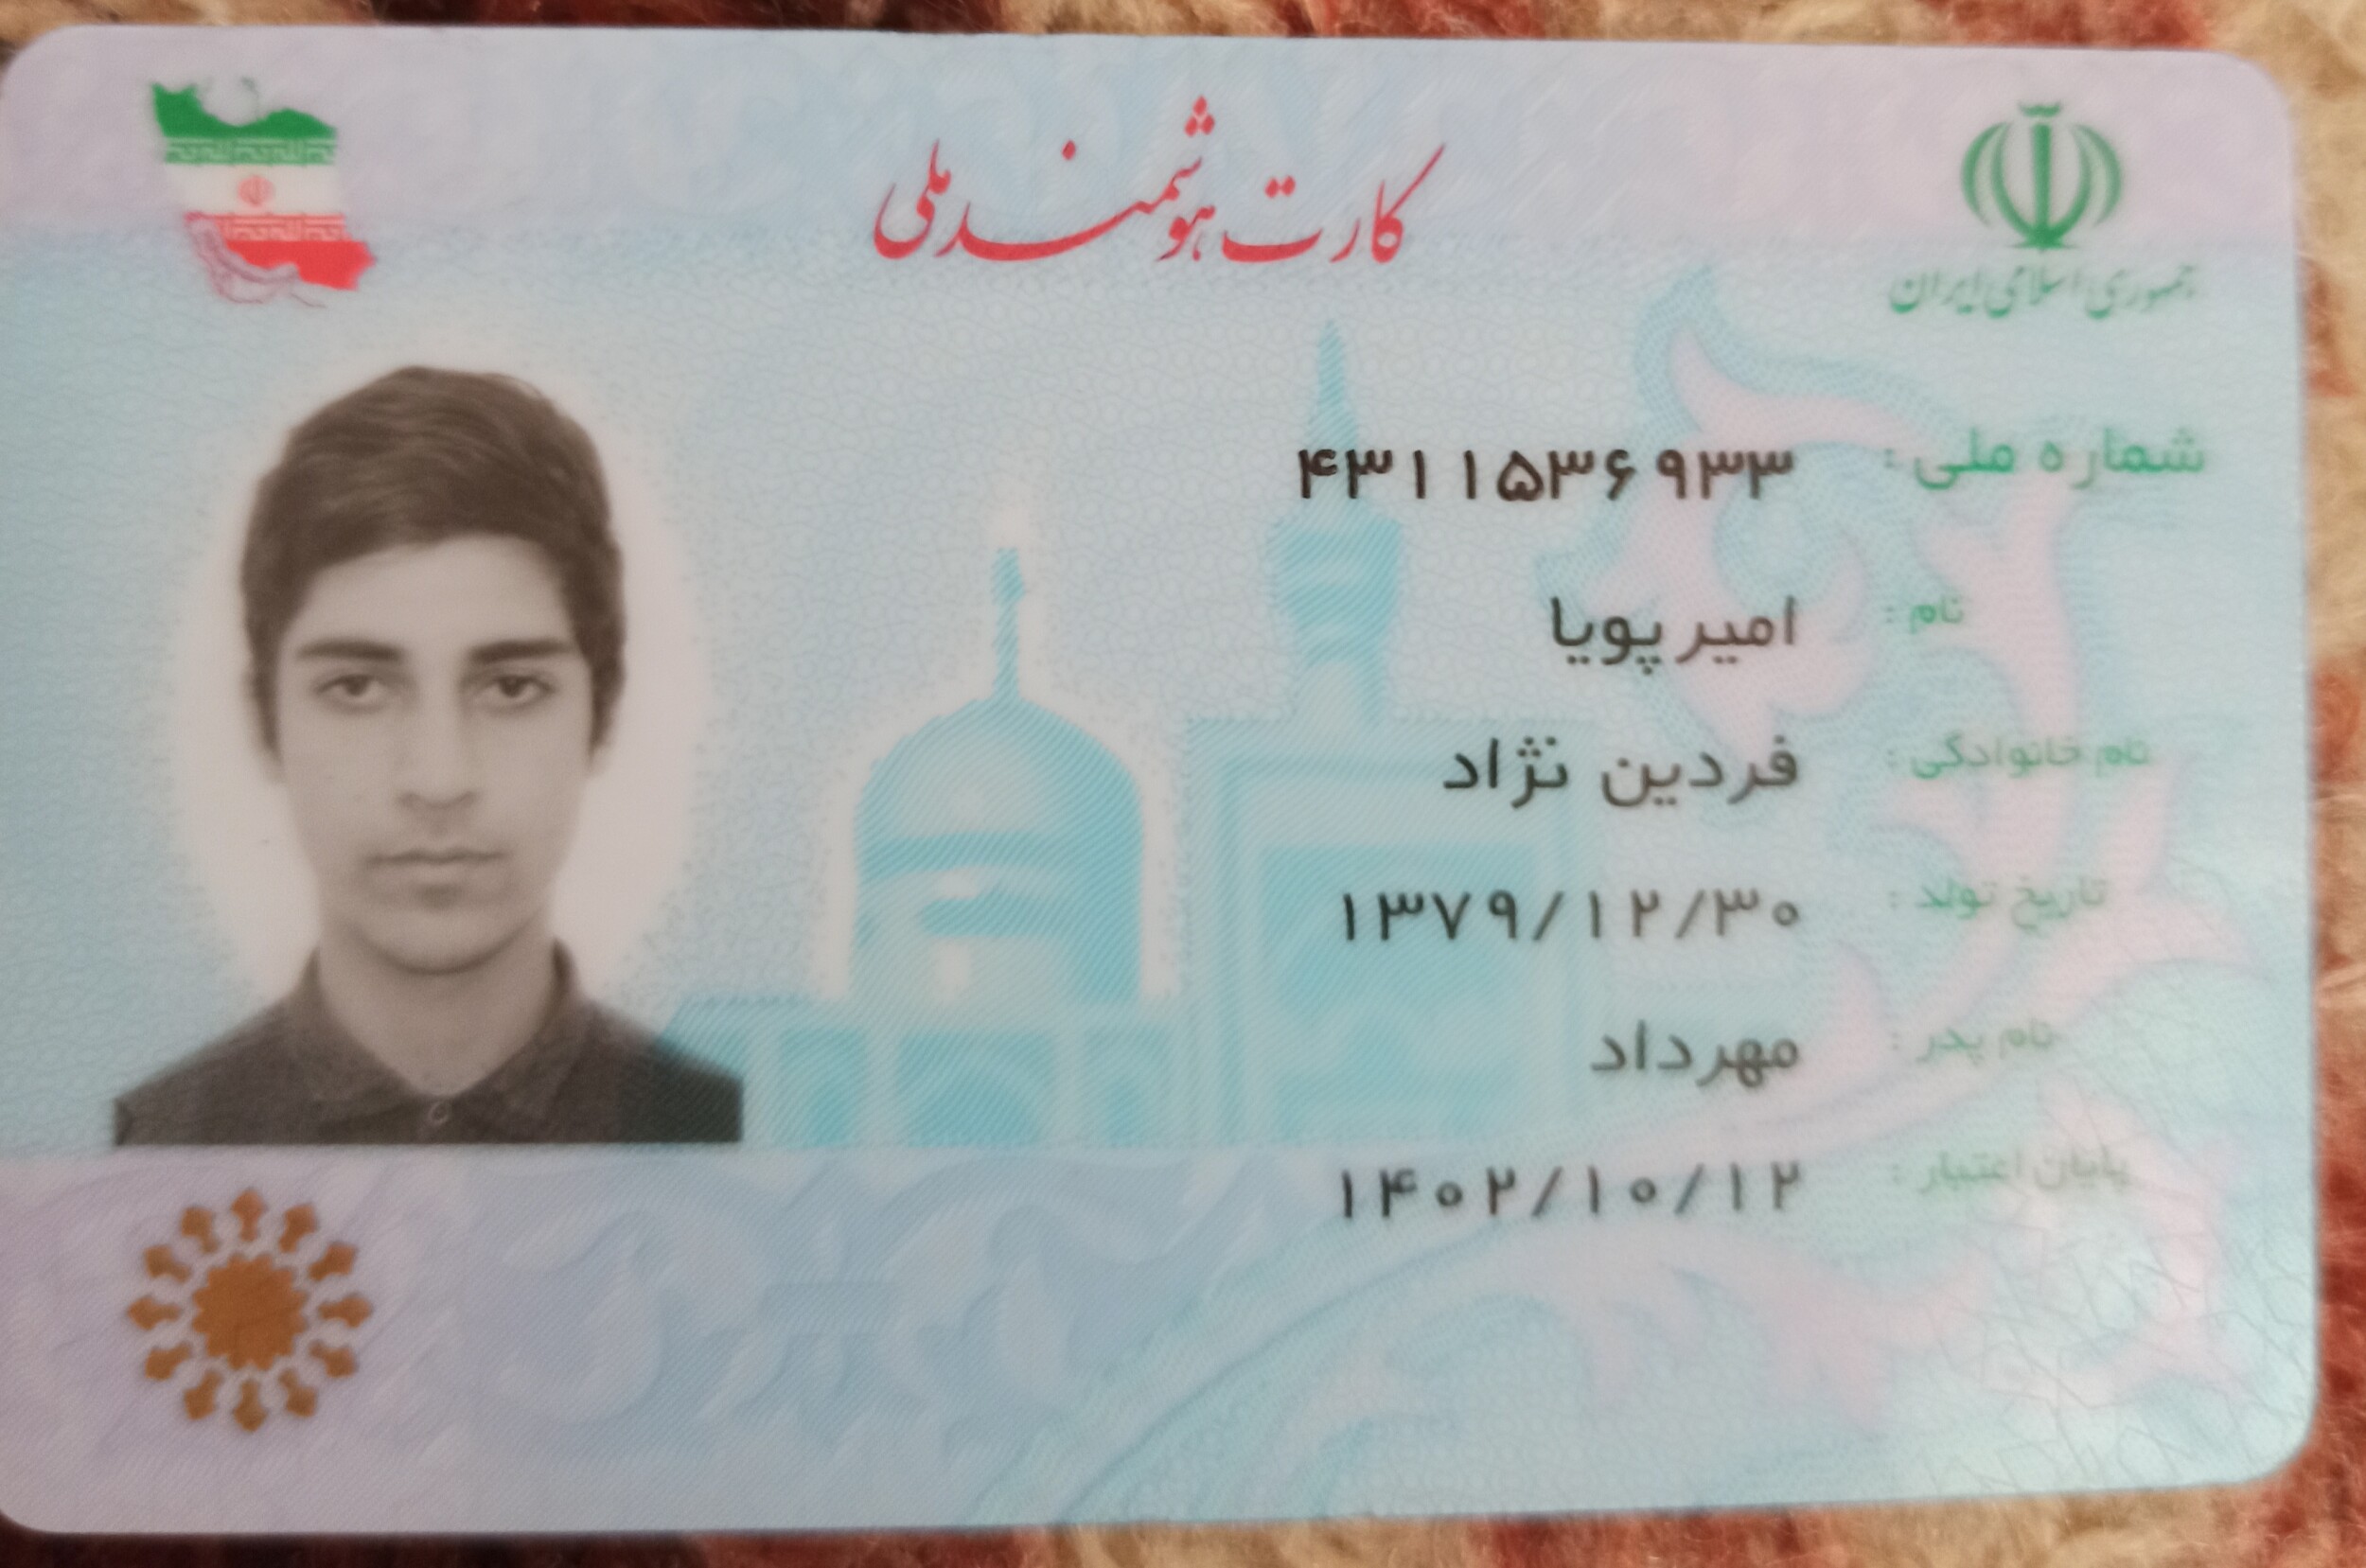 جمهوری اسلامی ایران
کارت هوشمند ملی
شماره ملی : ۴۳۱۱۵۳۶۹۳۳
نام : امیرپویا
نام خانوادگی : فردین نژاد
تاریخ تولد : ۱۳۷۹/۱۲/۳۰
نام پدر : مهرداد
پایان اعتبار : ۱۴۰۲/۱۰/۱۲